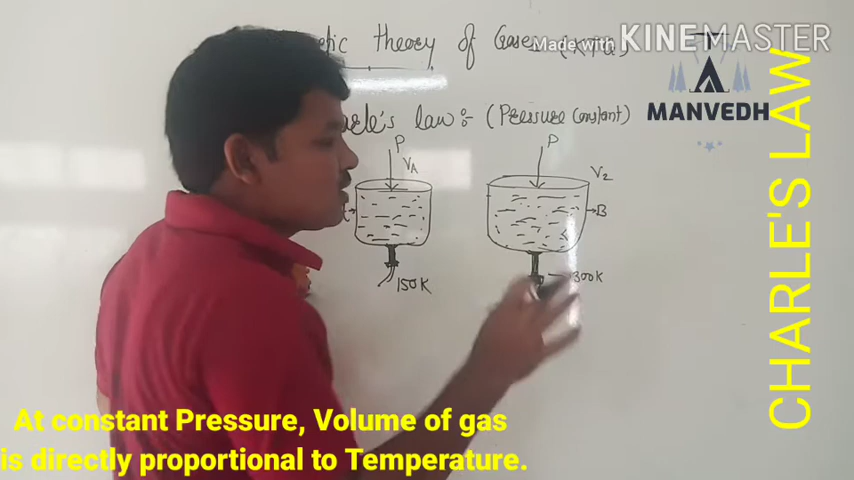 theory of Gases (KTG)
Made with KINEMASTER
MANVEDH
law :- (Pressure Constant)
P
VA
P
V2
B
150K
300K
CHARLE'S LAW
At constant Pressure, Volume of gas
is directly proportional to Temperature.